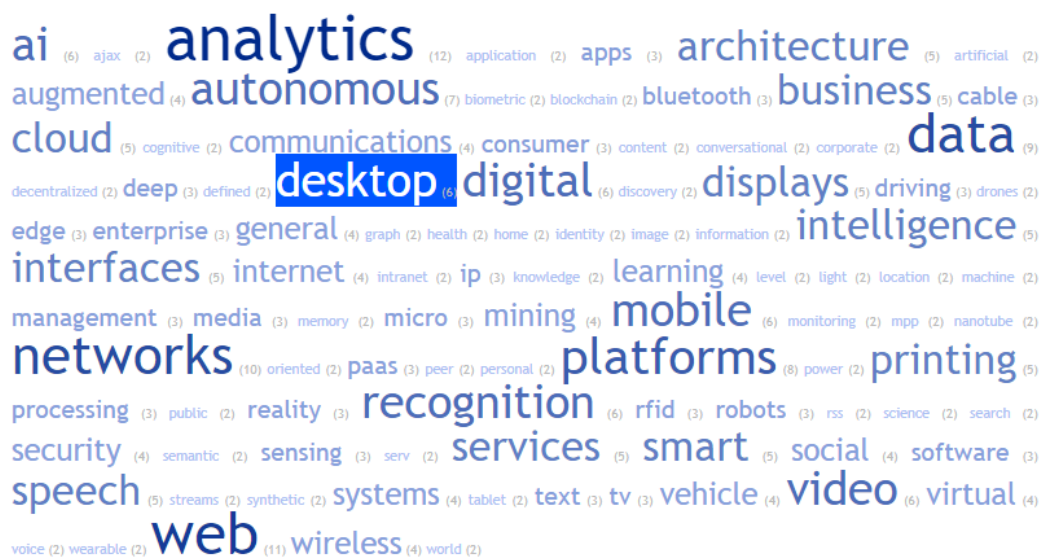 ai (6) ajax (2) analytics (12) application (2) apps (3) architecture (5) artificial (2)
augmented (4) autonomous (7) biometric (2) blockchain (2) bluetooth (3) business (5) cable (3)
cloud (5) cognitive (2) communications (4) consumer (3) content (2) conversational (2) corporate (2) data (9)
decentralized (2) deep (3) defined (2) desktop (6) digital (6) discovery (2) displays (5) driving (3) drones (2)
edge (3) enterprise (3) general (4) graph (2) health (2) home (2) identity (2) image (2) information (2) intelligence (5)
interfaces (5) internet (4) intranet (2) ip (3) knowledge (2) learning (4) level (2) light (2) location (2) machine (2)
management (3) media (3) memory (2) micro (3) mining (4) mobile (6) monitoring (2) mpp (2) nanotube (2)
networks (10) oriented (2) paas (3) peer (2) personal (2) platforms (8) power (2) printing (5)
processing (3) public (2) reality (3) recognition (6) rfid (3) robots (3) rss (2) science (2) search (2)
security (4) semantic (2) sensing (3) serv (2) services (5) smart (5) social (4) software (3)
speech (5) streams (2) synthetic (2) systems (4) tablet (2) text (3) tv (3) vehicle (4) video (6) virtual (4)
voice (2) wearable (2) web (11) wireless (4) world (2)